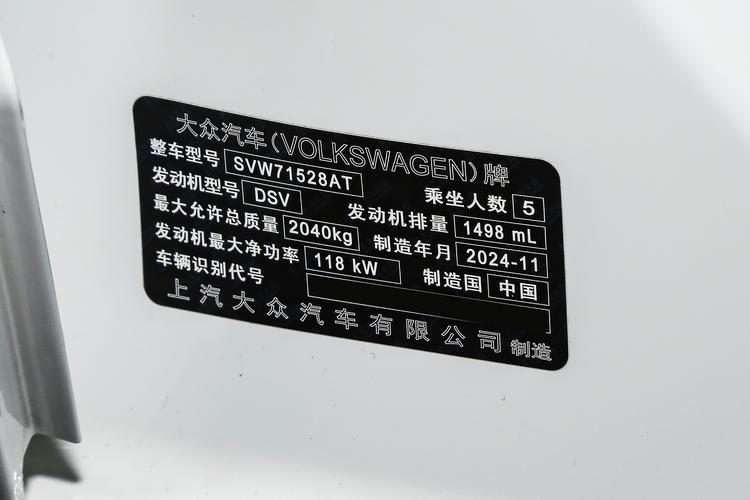 大众汽车(VOLKSWAGEN)牌
整车型号 SVW71528AT 乘坐人数 5
发动机型号 DSV 发动机排量 1498 mL
最大允许总质量 2040kg 制造年月 2024-11
发动机最大净功率 118 kW 制造国 中国
车辆识别代号
上汽大众汽车有限公司 制造